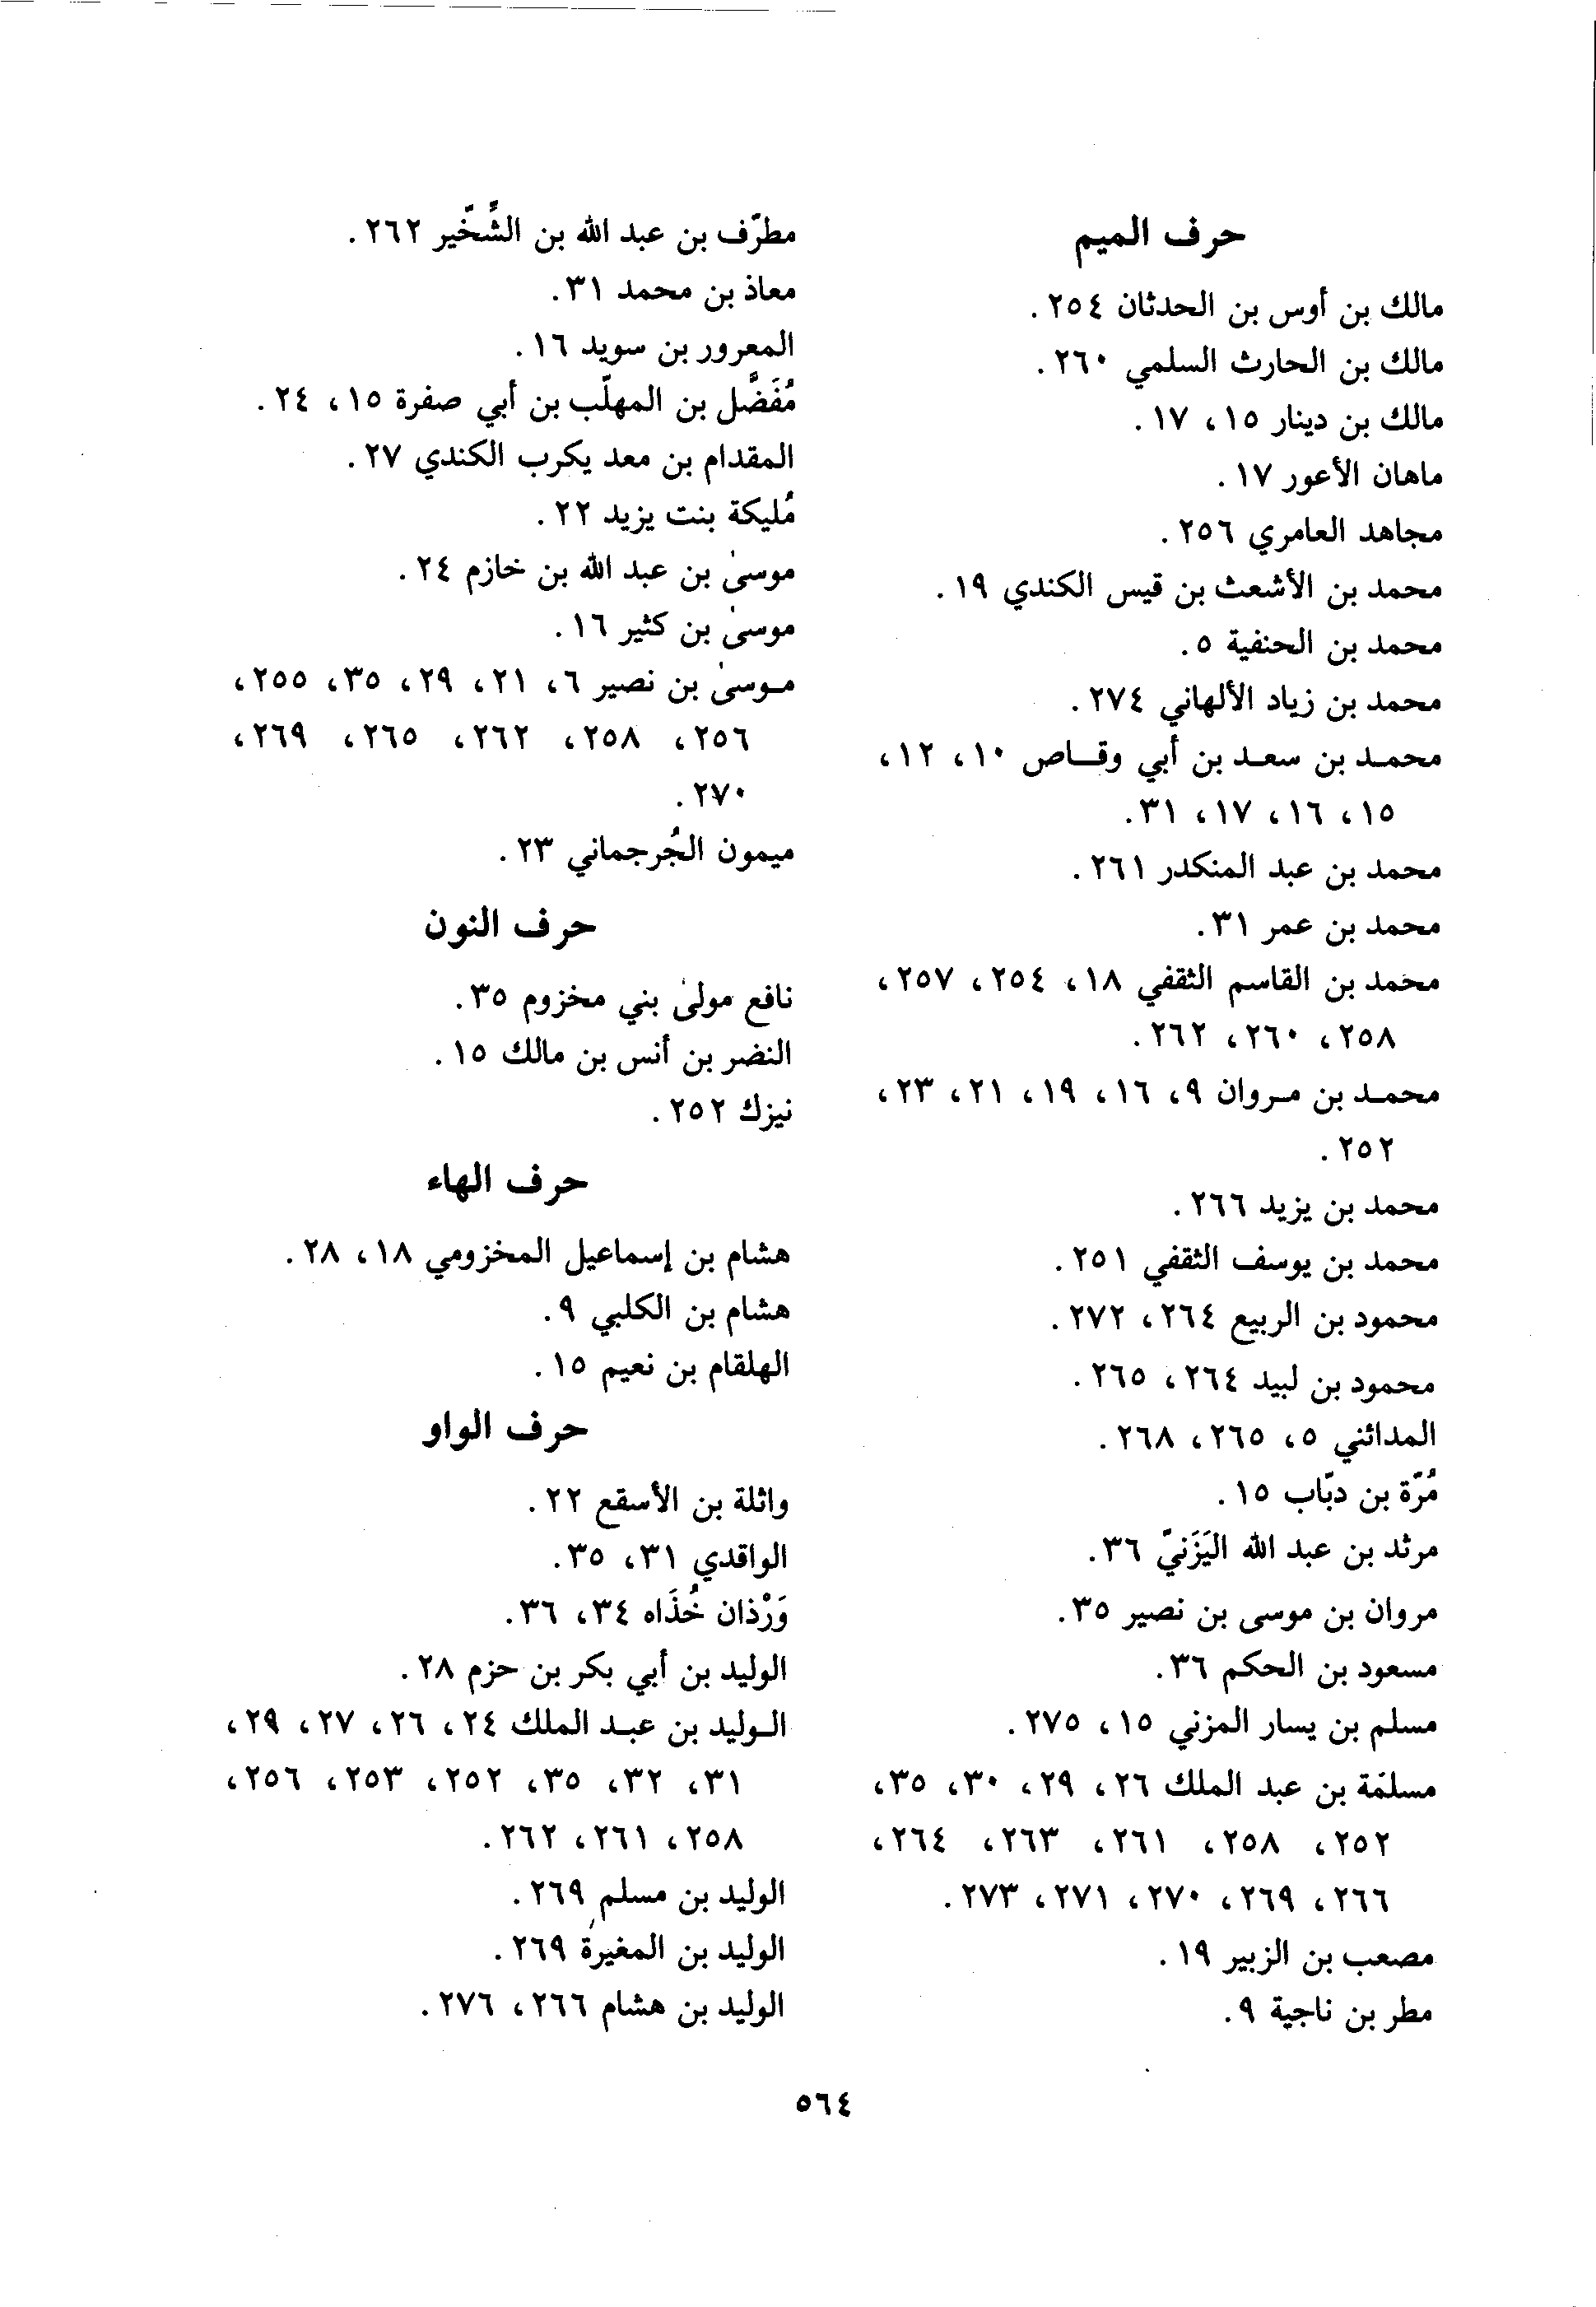 حرف الميم
مالك بن أوس بن الحدثان ٢٥٤.
مالك بن الحارث السلمي ٢٦٠.
مالك بن دينار ١٥، ١٧.
ماهان الأعور ١٧.
مجاهد العامري ٢٥٦.
محمد بن الأشعث بن قيس الكندي ١٩.
محمد بن الحنفية ٥.
محمد بن زياد الألهاني ٢٧٤.
محمـد بن سعـد بن أبي وقـاص ١٠، ١٢،
١٥، ١٦، ١٧، ٣١.
محمد بن عبد المنكدر ٢٦١.
محمد بن عمر ٣١.
محمد بن القاسم الثقفي ١٨، ٢٥٤، ٢٥٧،
٢٥٨، ٢٦٠، ٢٦٢.
محمـد بن مـروان ٩، ١٦، ١٩، ٢١، ٢٣،
٢٥٢.
محمد بن يزيد ٢٦٦.
محمد بن يوسف الثقفي ٢٥١.
محمود بن الربيع ٢٦٤، ٢٧٢.
محمود بن لبيد ٢٦٤، ٢٦٥.
المدائني ٥، ٢٦٥، ٢٦٨.
مُرّة بن دبّاب ١٥.
مرثد بن عبد الله اليَزَنيّ ٣٦.
مروان بن موسى بن نصير ٣٥.
مسعود بن الحكم ٣٦.
مسلم بن يسار المزني ١٥، ٢٧٥.
مسلمَة بن عبد الملك ٢٦، ٢٩، ٣٠، ٣٥،
٢٥٢، ٢٥٨، ٢٦١، ٢٦٣، ٢٦٤،
٢٦٦، ٢٦٩، ٢٧٠، ٢٧١، ٢٧٣.
مصعب بن الزبير ١٩.
مطر بن ناجية ٩.
مطرّف بن عبد الله بن الشِّخّير ٢٦٢.
معاذ بن محمد ٣١.
المعرور بن سويد ١٦.
مُفَضَّل بن المهلّب بن أبي صفرة ١٥، ٢٤.
المقدام بن معد يكرب الكندي ٢٧.
مُليكة بنت يزيد ٢٢.
موسىٰ بن عبد الله بن خازم ٢٤.
موسىٰ بن كثير ١٦.
مـوسىٰ بن نصير ٦، ٢١، ٢٩، ٣٥، ٢٥٥،
٢٥٦، ٢٥٨، ٢٦٢، ٢٦٥، ٢٦٩،
٢٧٠.
ميمون الجُرجماني ٢٣.
حرف النون
نافع مولىٰ بني مخزوم ٣٥.
النضر بن أنس بن مالك ١٥.
نيزك ٢٥٢.
حرف الهاء
هشام بن إسماعيل المخزومي ١٨، ٢٨.
هشام بن الكلبي ٩.
الهلقام بن نعيم ١٥.
حرف الواو
واثلة بن الأسقع ٢٢.
الواقدي ٣١، ٣٥.
وَرْذان خُذَاه ٣٤، ٣٦.
الوليد بن أبي بكر بن حزم ٢٨.
الـوليد بن عبـد الملك ٢٤، ٢٦، ٢٧، ٢٩،
٣١، ٣٢، ٣٥، ٢٥٢، ٢٥٣، ٢٥٦،
٢٥٨، ٢٦١، ٢٦٢.
الوليد بن مسلم ٢٦٩.
الوليد بن المغيرة ٢٦٩.
الوليد بن هشام ٢٦٦، ٢٧٦.
٥٦٤